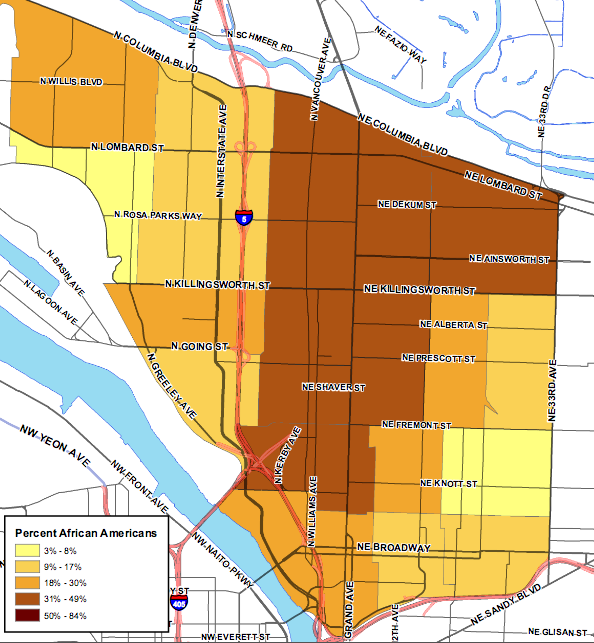 N SCHMEER RD
NE FAZIO WAY
N COLUMBIA BLVD
N DENVER
N VANCOUVER AVE
NE 33RD DR
N WILLIS BLVD
N INTERSTATE AVE
NE COLUMBIA BLVD
N LOMBARD ST
NE LOMBARD ST
NE DEKUM ST
N ROSA PARKS WAY
5
N BASIN AVE
NE AINSWORTH ST
N LAGOON AVE
N KILLINGSWORTH ST
NE KILLINGSWORTH ST
NE ALBERTA ST
N GOING ST
NE PRESCOTT ST
N GREELEY AVE
NE SHAVER ST
NE 33RD AVE
NE FREMONT ST
NW YEON AVE
N KERBY AVE
NW FRONT AVE
NE KNOTT ST
N WILLIAMS AVE
NW NAITO PKWY
NE BROADWAY
Percent African Americans
3% - 8%
9% - 17%
18% - 30%
31% - 49%
50% - 84%
Y ST
405
GRAND AVE
12TH AVE
NE SANDY BLVD
NW EVERETT ST
NE GLISAN ST